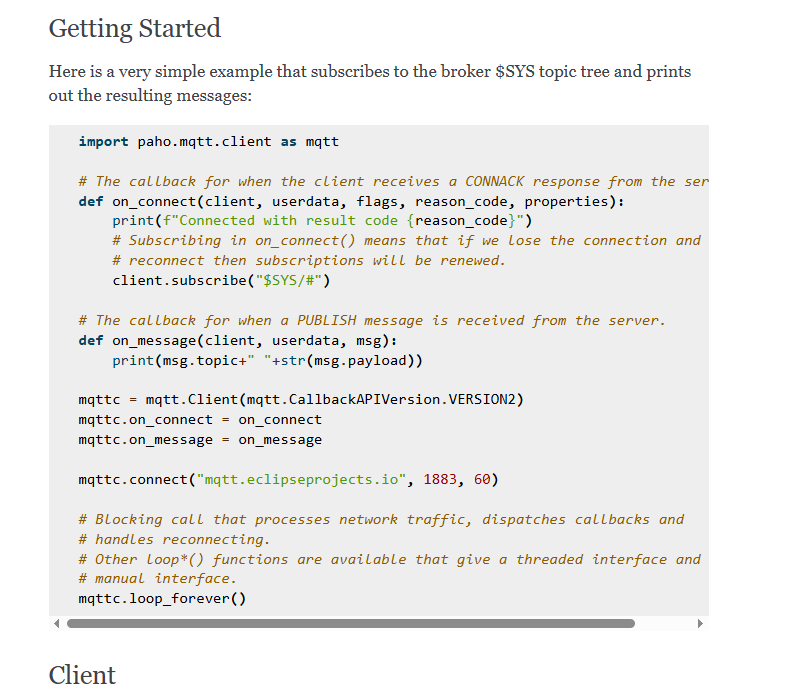 Getting Started
Here is a very simple example that subscribes to the broker $SYS topic tree and prints
out the resulting messages:
import paho.mqtt.client as mqtt
# The callback for when the client receives a CONNACK response from the ser
def on_connect(client, userdata, flags, reason_code, properties):
    print(f"Connected with result code {reason_code}")
    # Subscribing in on_connect() means that if we lose the connection and
    # reconnect then subscriptions will be renewed.
    client.subscribe("$SYS/#")
# The callback for when a PUBLISH message is received from the server.
def on_message(client, userdata, msg):
    print(msg.topic+" "+str(msg.payload))
mqttc = mqtt.Client(mqtt.CallbackAPIVersion.VERSION2)
mqttc.on_connect = on_connect
mqttc.on_message = on_message
mqttc.connect("mqtt.eclipseprojects.io", 1883, 60)
# Blocking call that processes network traffic, dispatches callbacks and
# handles reconnecting.
# Other loop*() functions are available that give a threaded interface and
# manual interface.
mqttc.loop_forever()
Client